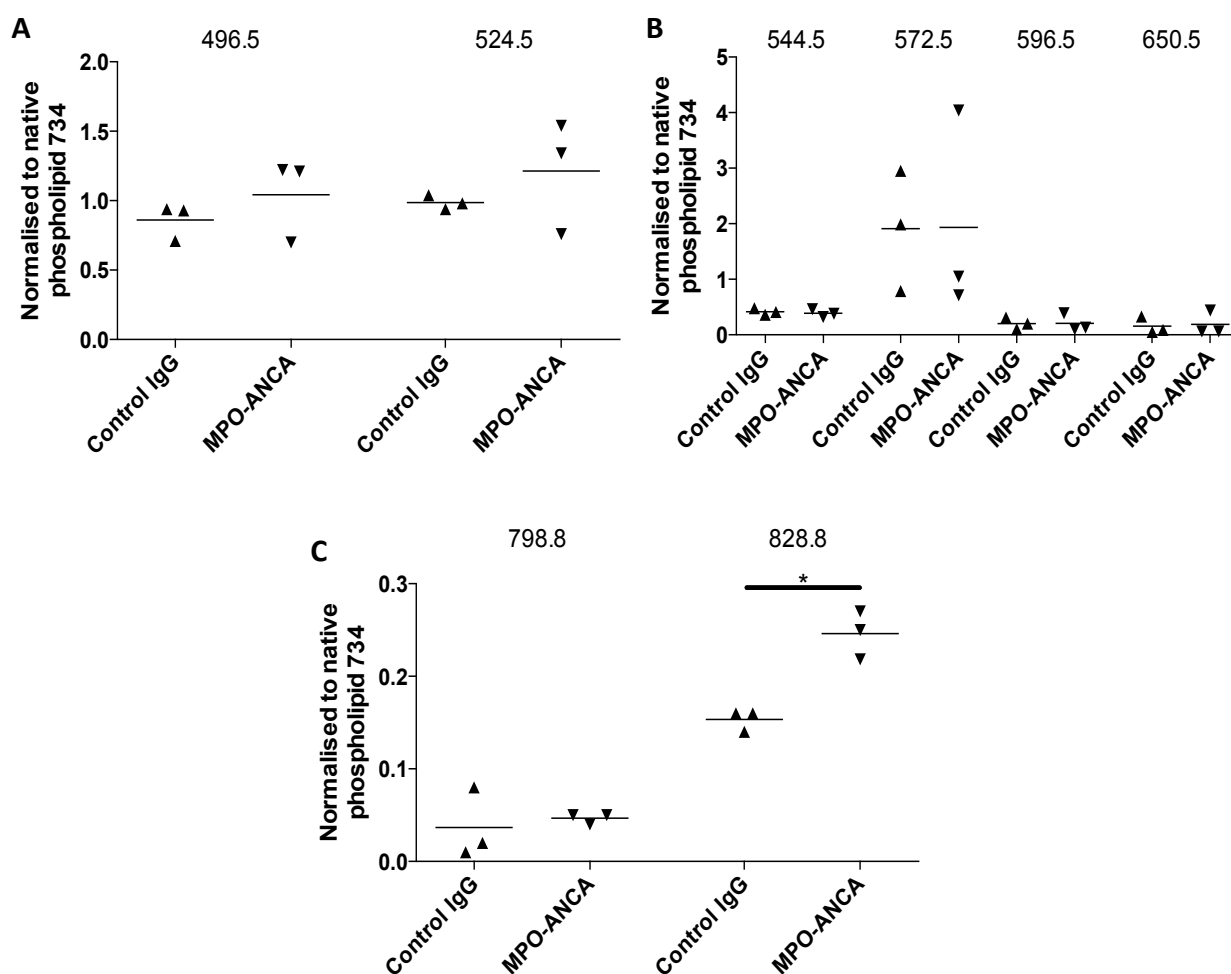 A
496.5 524.5
Normalised to native
phospholipid 734
2.0
1.5
1.0
0.5
0.0
Control IgG
MPO-ANCA
Control IgG
MPO-ANCA
B
544.5 572.5 596.5 650.5
Normalised to native
phospholipid 734
5
4
3
2
1
0
Control IgG
MPO-ANCA
Control IgG
MPO-ANCA
Control IgG
MPO-ANCA
Control IgG
MPO-ANCA
C
798.8 828.8
Normalised to native
phospholipid 734
0.3
0.2
0.1
0.0
*
Control IgG
MPO-ANCA
Control IgG
MPO-ANCA